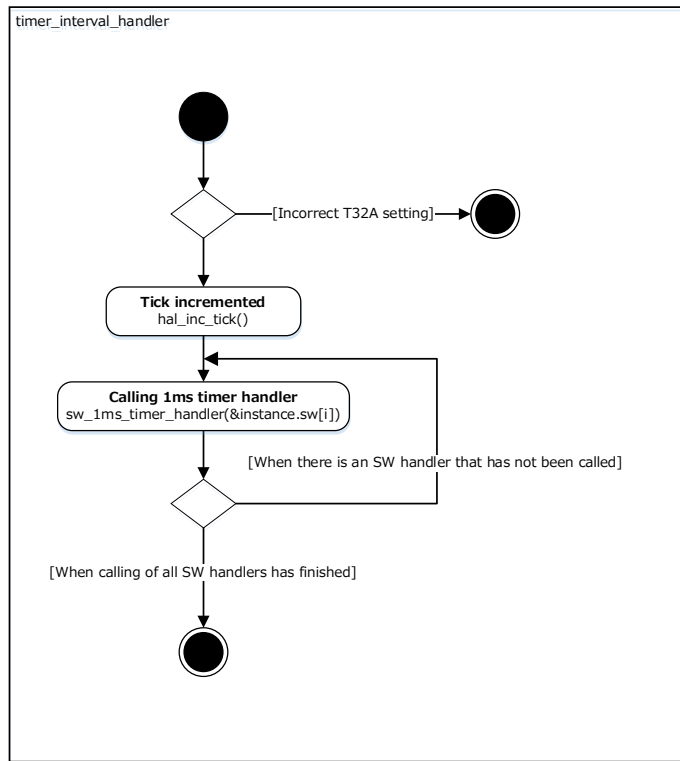 timer_interval_handler
[Incorrect T32A setting]
Tick incremented
hal_inc_tick()
Calling 1ms timer handler
sw_1ms_timer_handler(&instance.sw[i])
[When there is an SW handler that has not been called]
[When calling of all SW handlers has finished]